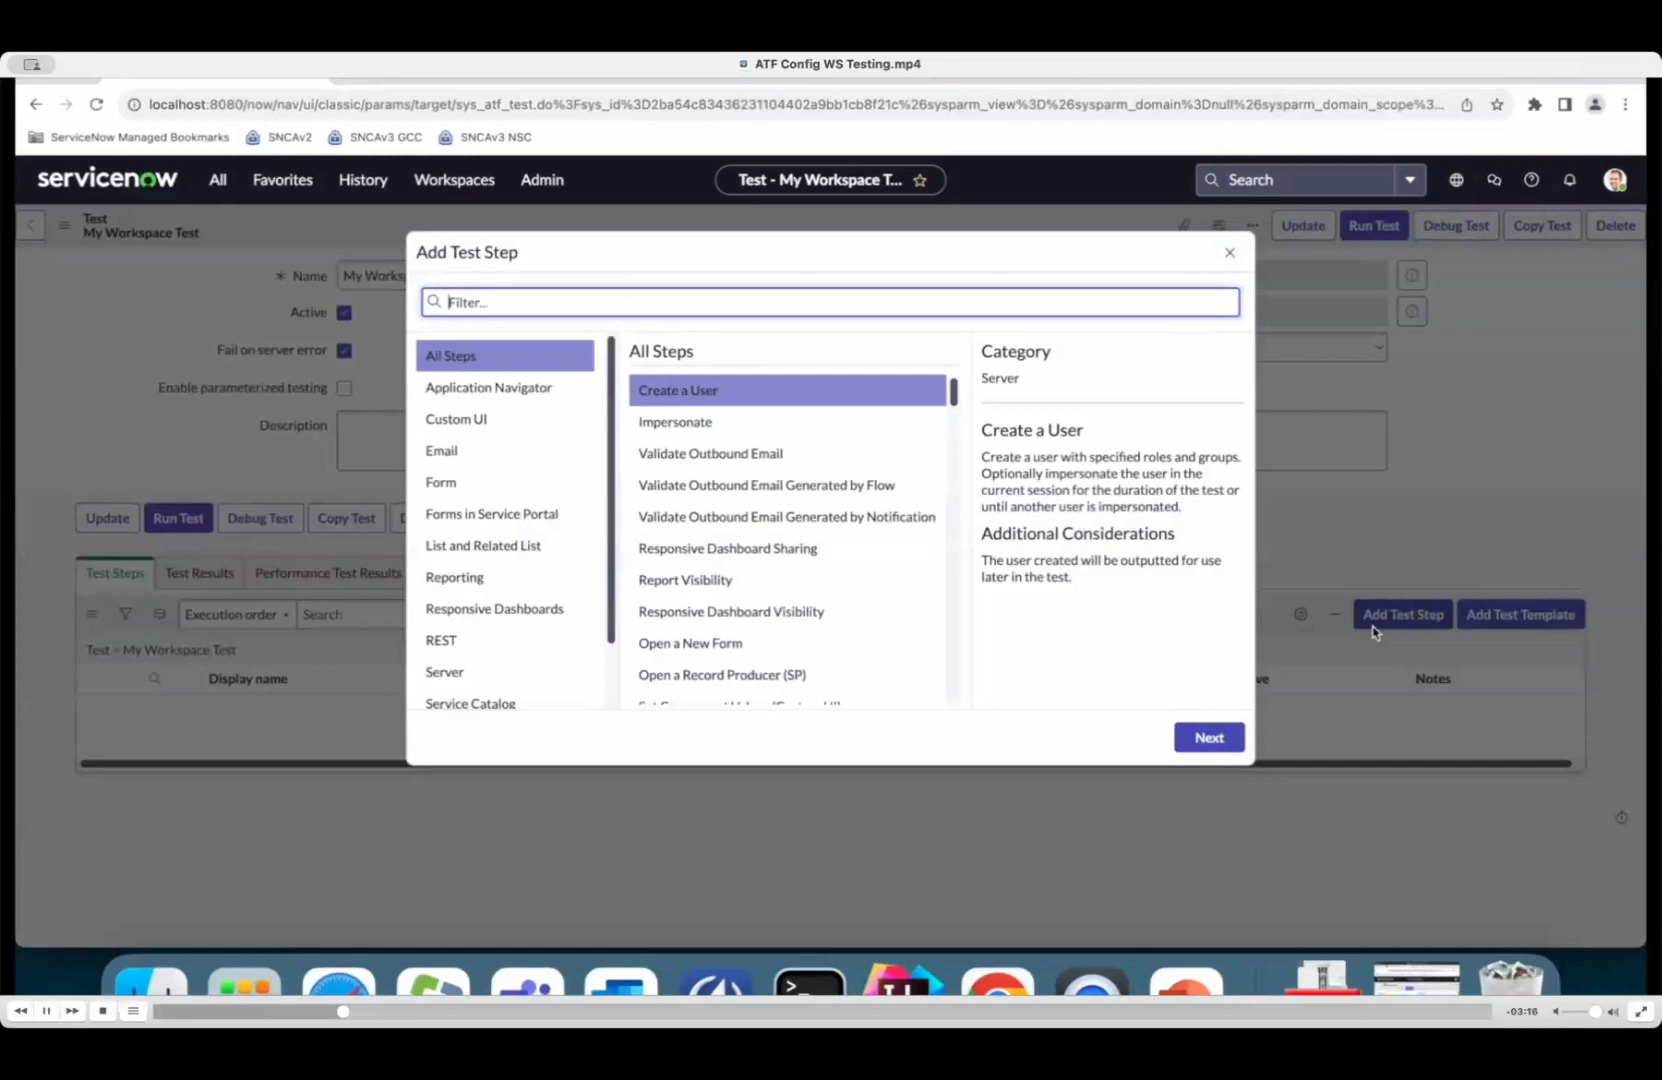 ATF Config WS Testing.mp4
localhost:8080/now/nav/ui/classic/params/target/sys_atf_test.do%3Fsys_id%3D2ba54c83436231104402a9bb1cb8f21c%26sysparm_view%3D%26sysparm_domain%3Dnull%26sysparm_domain_scope%3...
ServiceNow Managed Bookmarks SNCAv2 SNCAv3 GCC SNCAv3 NSC
servicenow All Favorites History Workspaces Admin Test - My Workspace T... Search
Test
My Workspace Test
Update Run Test Debug Test Copy Test Delete
Add Test Step
Name My Works
Filter...
Active
Fail on server error
Enable parameterized testing
Description
All Steps
Application Navigator
Custom UI
Email
Form
Forms in Service Portal
List and Related List
Reporting
Responsive Dashboards
REST
Server
Service Catalog
All Steps
Create a User
Impersonate
Validate Outbound Email
Validate Outbound Email Generated by Flow
Validate Outbound Email Generated by Notification
Responsive Dashboard Sharing
Report Visibility
Responsive Dashboard Visibility
Open a New Form
Open a Record Producer (SP)
Category
Server
Create a User
Create a user with specified roles and groups.
Optionally impersonate the user in the
current session for the duration of the test or
until another user is impersonated.
Additional Considerations
The user created will be outputted for use
later in the test.
Next
Update Run Test Debug Test Copy Test
Test Steps Test Results Performance Test Results
Execution order Search
Add Test Step Add Test Template
Test = My Workspace Test
Display name
ve Notes
-03:16